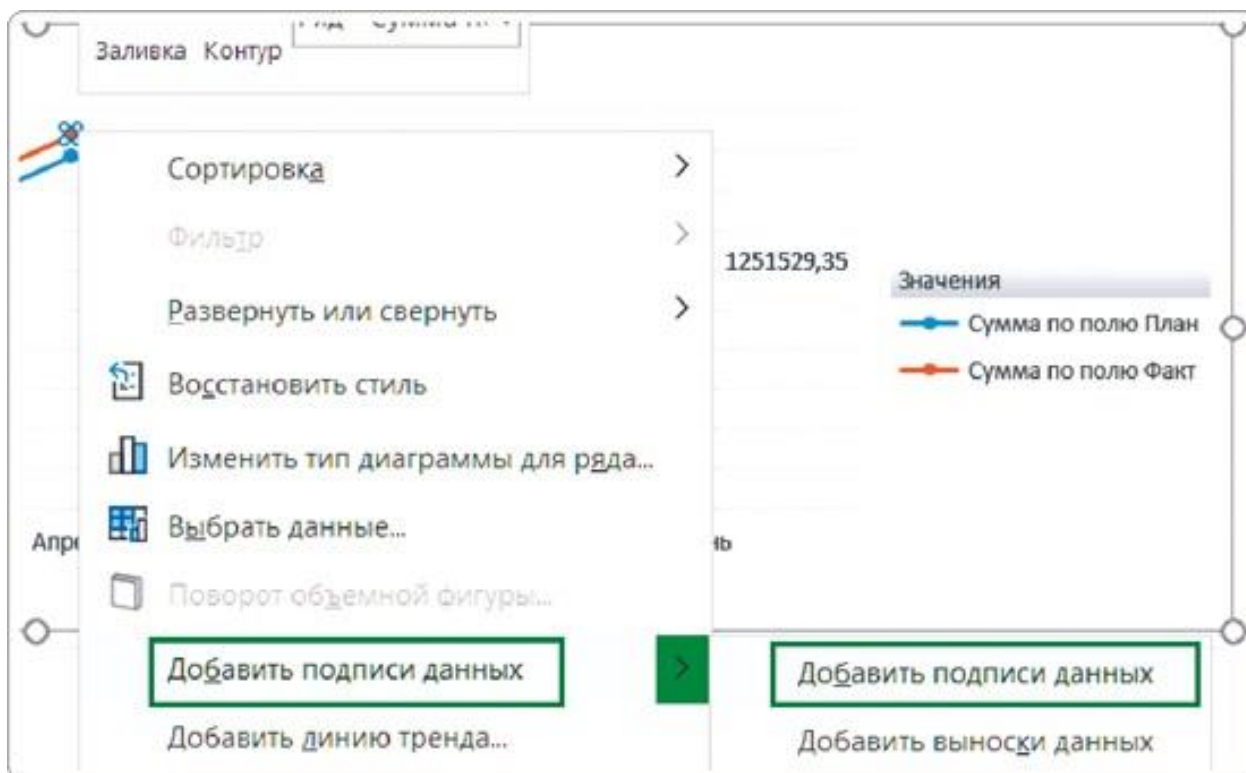 Заливка Контур
Сортировка
Фильтр
1251529,35
Значения
Развернуть или свернуть
Сумма по полю План
Сумма по полю Факт
Восстановить стиль
Изменить тип диаграммы для ряда...
Выбрать данные...
Поворот объемной фигуры...
Добавить подписи данных
Добавить подписи данных
Добавить линию тренда...
Добавить выноски данных